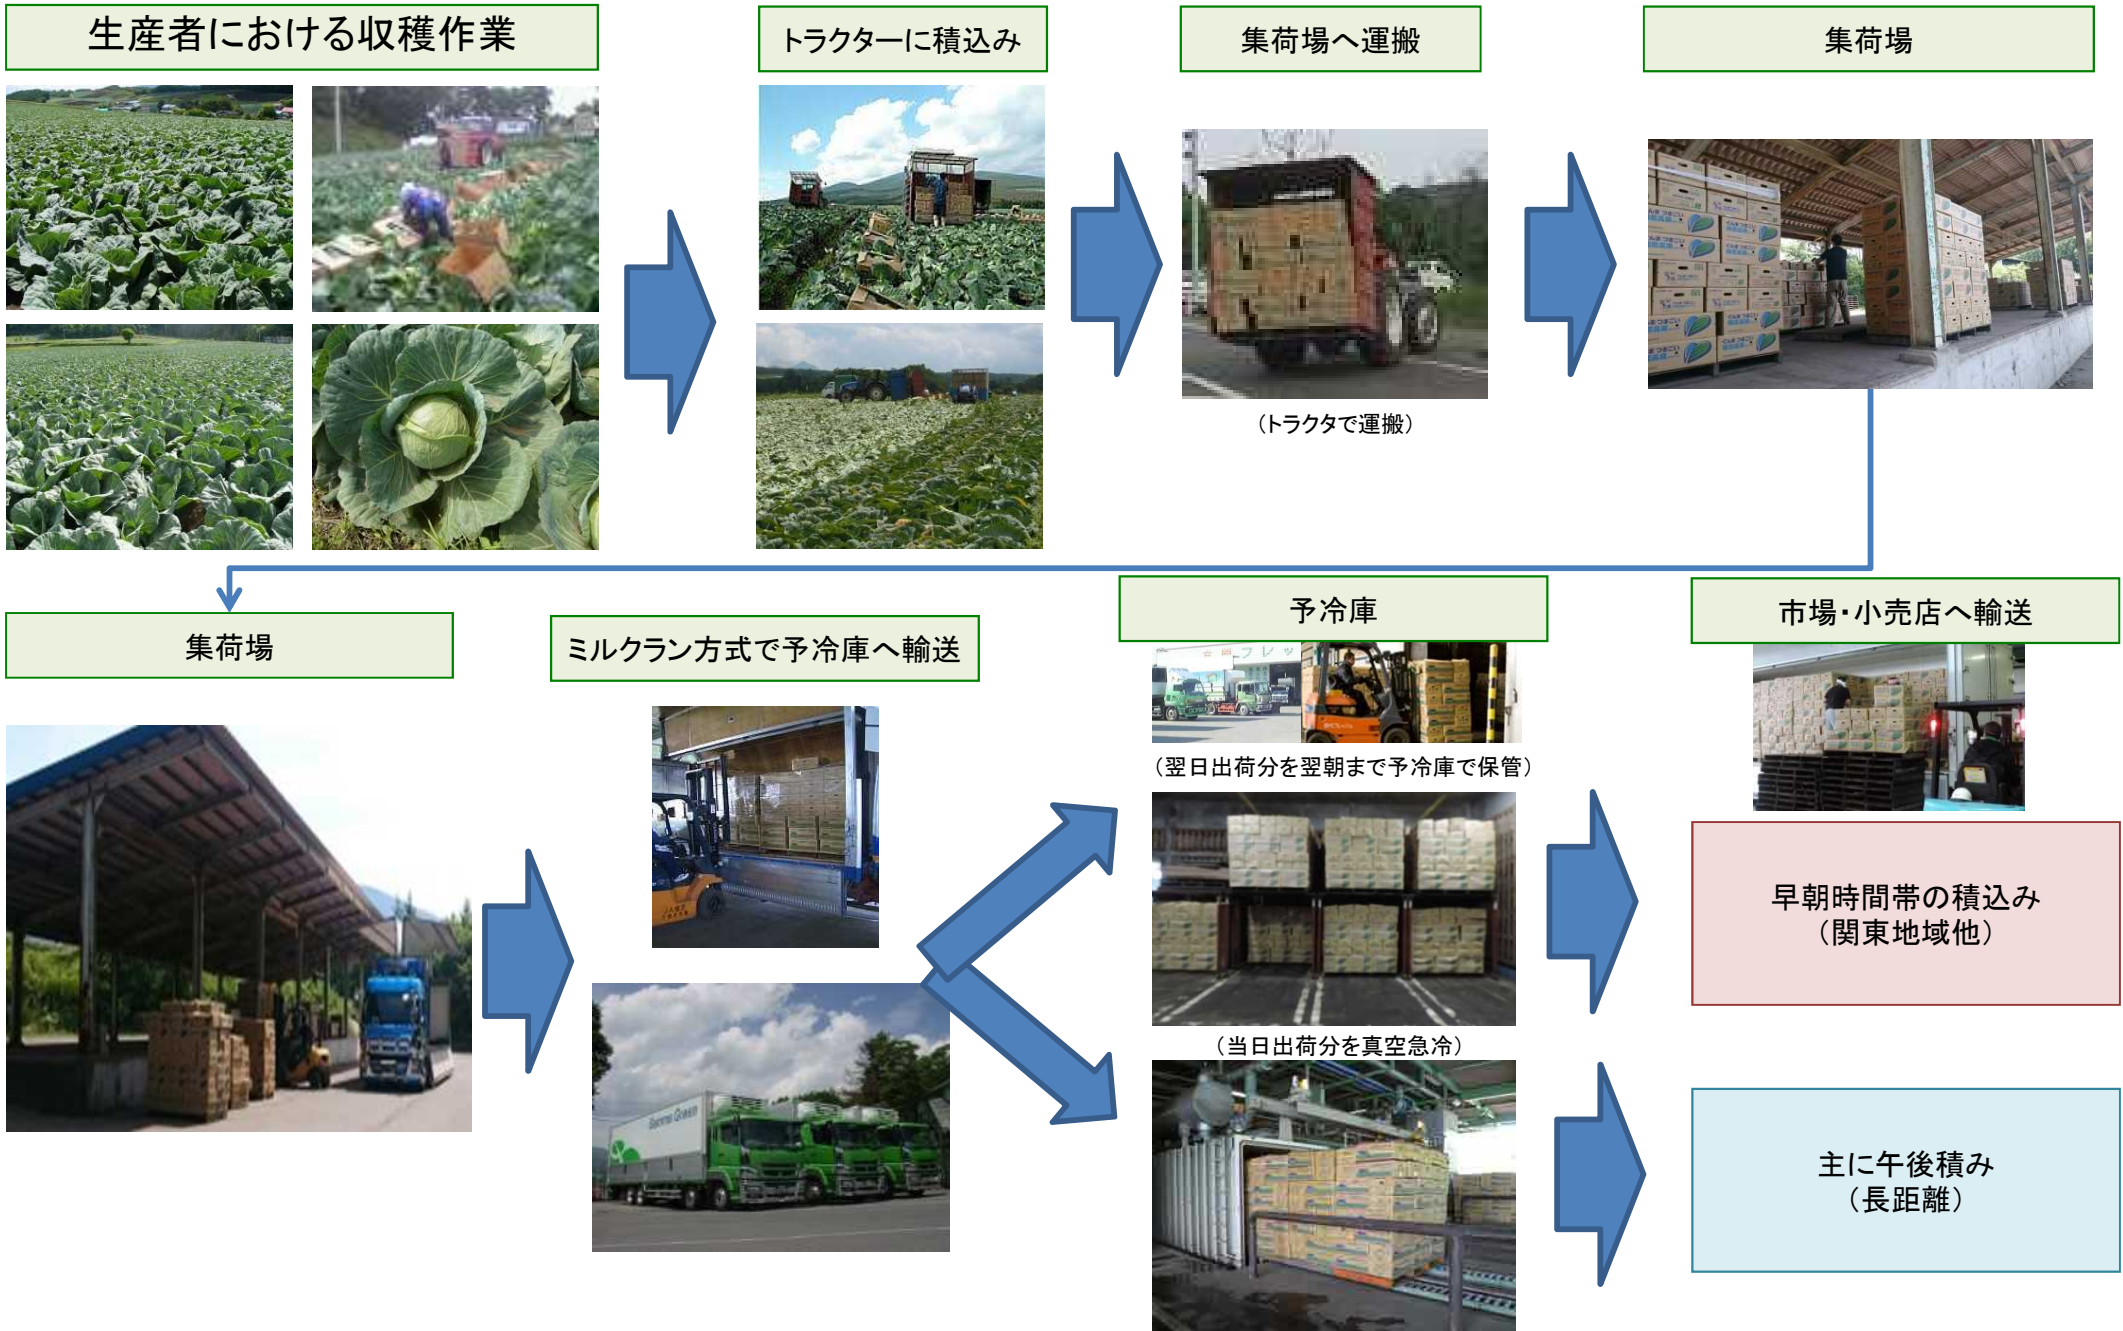 生産者における収穫作業
トラクターに積込み
集荷場へ運搬
集荷場
（トラクタで運搬）
集荷場
ミルクラン方式で予冷庫へ輸送
予冷庫
市場・小売店へ輸送
（翌日出荷分を翌朝まで予冷庫で保管）
早朝時間帯の積込み
（関東地域他）
（当日出荷分を真空急冷）
主に午後積み
（長距離）